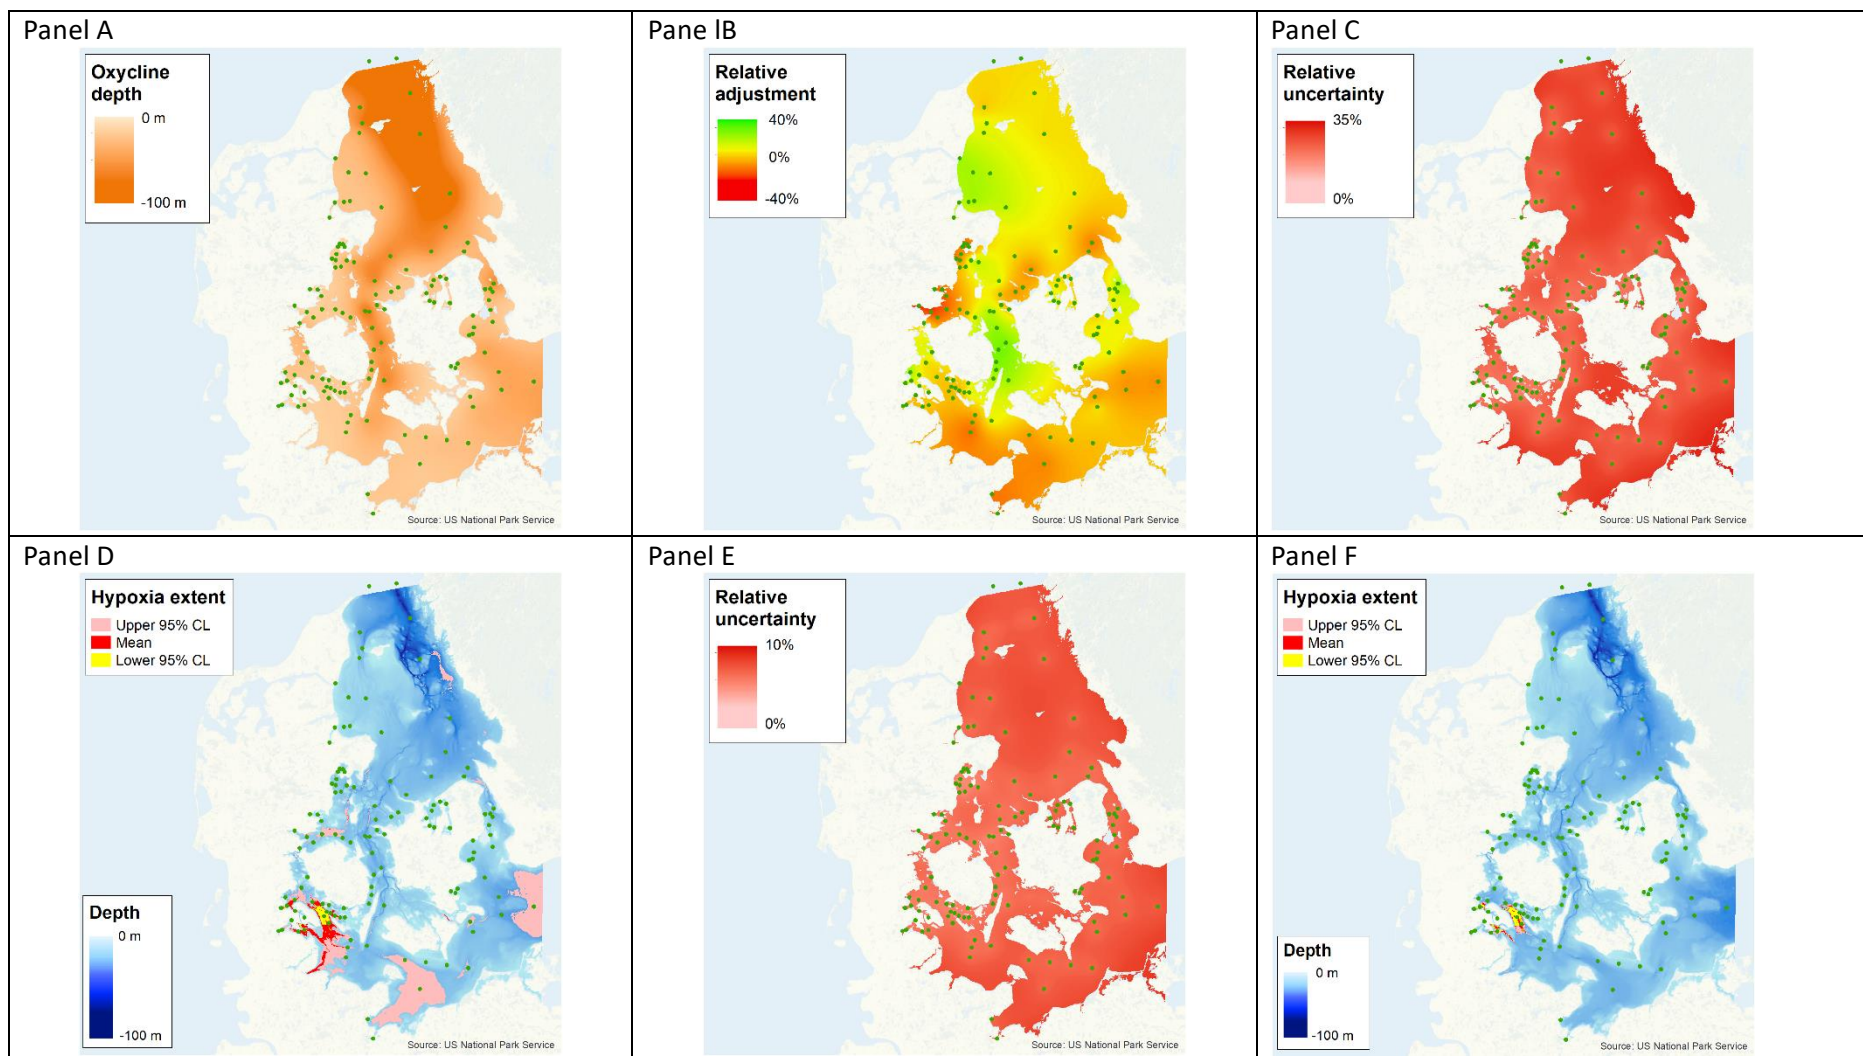 Panel A
Oxycline
depth
0 m
-100 m
Source: US National Park Service
Pane lB
Relative
adjustment
40%
0%
-40%
Source: US National Park Service
Panel C
Relative
uncertainty
35%
0%
Source: US National Park Service
Panel D
Hypoxia extent
Upper 95% CL
Mean
Lower 95% CL
Depth
0 m
-100 m
Source: US National Park Service
Panel E
Relative
uncertainty
10%
0%
Source: US National Park Service
Panel F
Hypoxia extent
Upper 95% CL
Mean
Lower 95% CL
Depth
0 m
-100 m
Source: US National Park Service